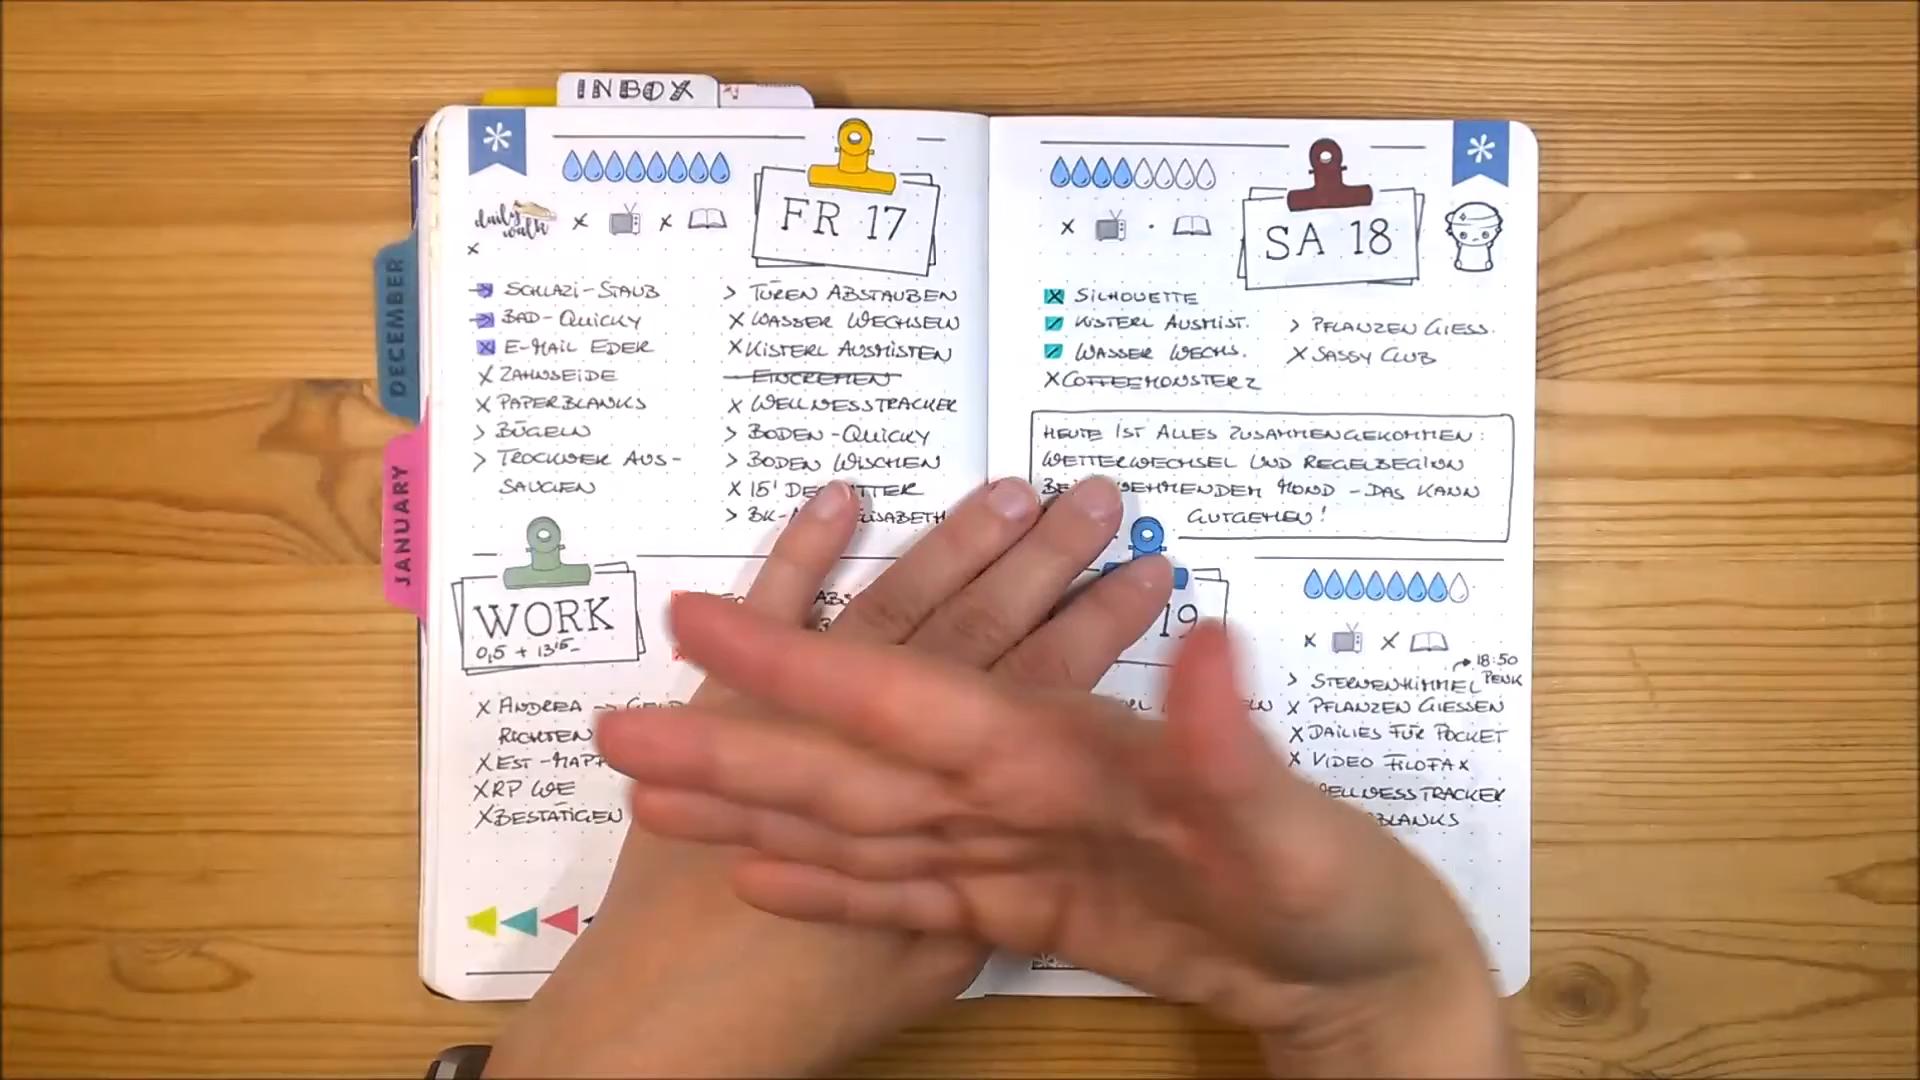 INBOX
DECEMBER
JANUARY
daily
walk
x
x
x
FR 17
SCHLAZI-STAUB
BAD-QUICKY
E-MAIL EDER
X ZAHNSEIDE
X PAPERBLANKS
> BÜGELN
> TROCKNER AUS-
SAUGEN
> TÜREN ABSTAUBEN
X WASSER WECHSELN
X KISTERL AUSMISTEN
EINCREMEN
X WELLNESSTRACKER
> BODEN-QUICKY
> BODEN WISCHEN
X 15'
> BK-
WORK
0,5 + 1315-
X ANDREA → GELD
RICHTEN
X EST-MAPP
X RP WE
X BESTÄTIGEN
x
SA 18
X SILHOUETTE
KISTERL AUSMIST.
WASSER WECHS.
X COFFEEMONSTERZ
> PFLANZEN GIESS.
X SASSY CLUB
HEUTE IST ALLES ZUSAMMENGEKOMMEN:
WETTERWECHSEL UND REGELBEGINN
MOND - DAS KANN
GUTGEHEN!
19
x
x
18:50
PENK
> STERNENHIMMEL
X PFLANZEN GIESSEN
X DAILIES FÜR POCKET
X VIDEO FILOFAX
WELLNESSTRACKER
BLANKS